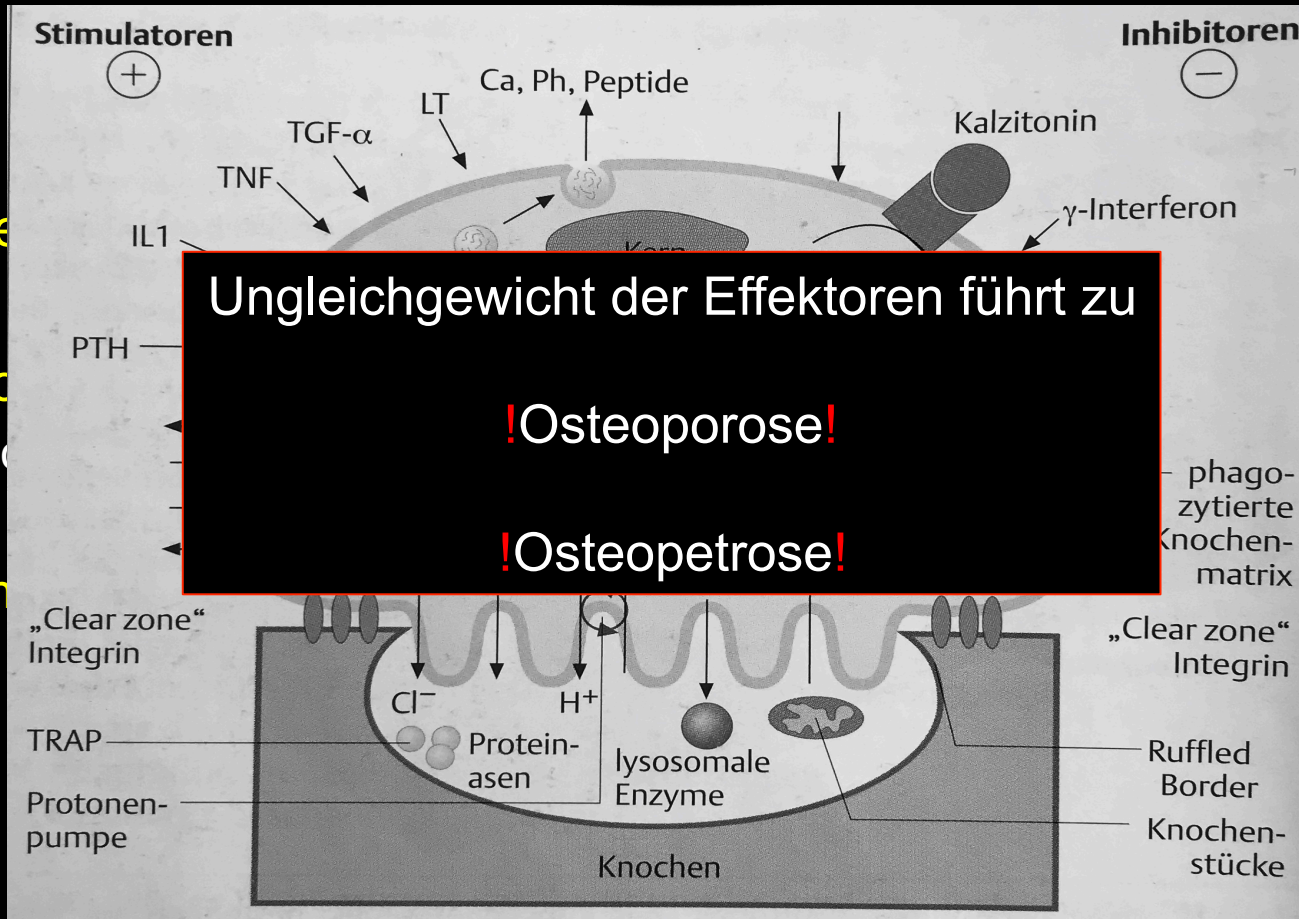 Stimulatoren
+
Inhibitoren
−
Ca, Ph, Peptide
LT
TGF-α
TNF
IL1
PTH
Kalzitonin
γ-Interferon
Ungleichgewicht der Effektoren führt zu
!Osteoporose!
!Osteopetrose!
phago-
zytierte
Knochen-
matrix
„Clear zone“
Integrin
„Clear zone“
Integrin
Cl⁻
H⁺
TRAP
Protein-
asen
lysosomale
Enzyme
Protonen-
pumpe
Ruffled
Border
Knochen-
stücke
Knochen